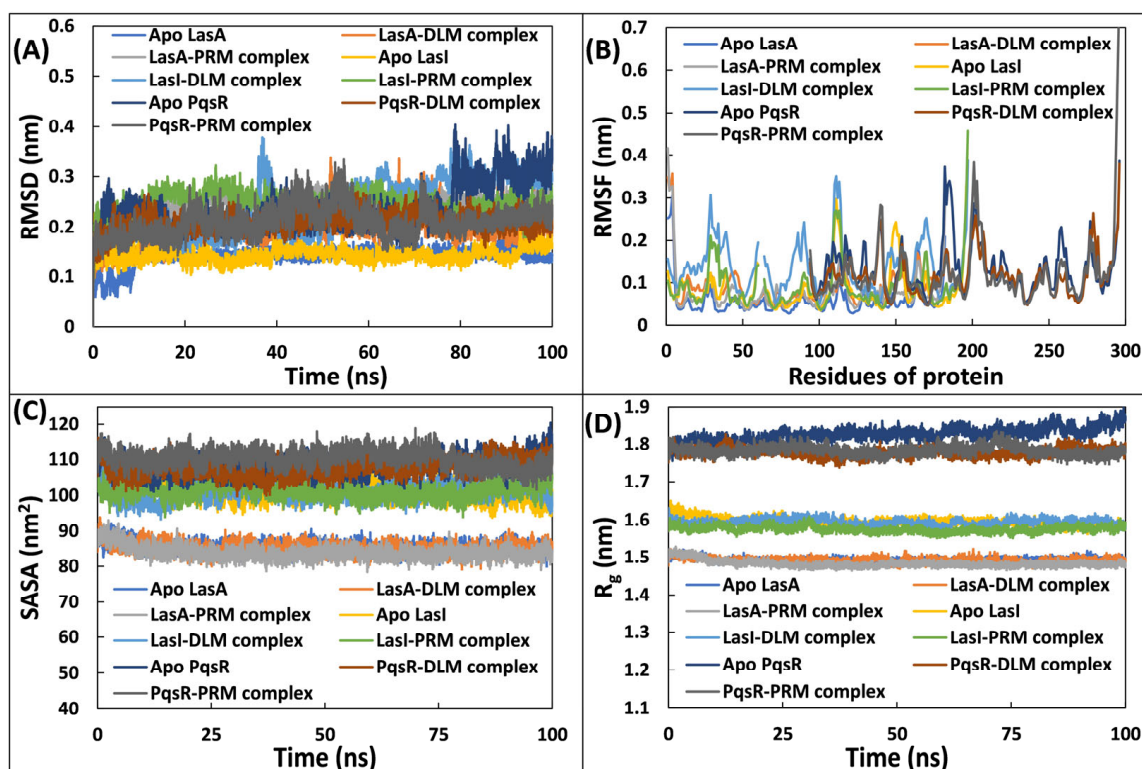 (A)
0.6
0.5
0.4
0.3
0.2
0.1
0
RMSD (nm)
Apo LasA LasA-DLM complex
LasA-PRM complex Apo LasI
LasI-DLM complex LasI-PRM complex
Apo PqsR PqsR-DLM complex
PqsR-PRM complex
0 20 40 60 80 100
Time (ns)
(B)
0.7
0.6
0.5
0.4
0.3
0.2
0.1
0
RMSF (nm)
Apo LasA LasA-DLM complex
LasA-PRM complex Apo LasI
LasI-DLM complex LasI-PRM complex
Apo PqsR PqsR-DLM complex
PqsR-PRM complex
0 50 100 150 200 250 300
Residues of protein
(C)
120
110
100
90
80
70
60
50
40
SASA (nm²)
Apo LasA LasA-DLM complex
LasA-PRM complex Apo LasI
LasI-DLM complex LasI-PRM complex
Apo PqsR PqsR-DLM complex
PqsR-PRM complex
0 25 50 75 100
Time (ns)
(D)
1.9
1.8
1.7
1.6
1.5
1.4
1.3
1.2
1.1
Rg (nm)
Apo LasA LasA-DLM complex
LasA-PRM complex Apo LasI
LasI-DLM complex LasI-PRM complex
Apo PqsR PqsR-DLM complex
PqsR-PRM complex
0 25 50 75 100
Time (ns)